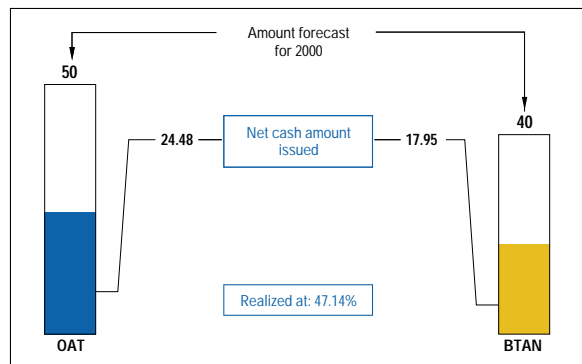 Amount forecast
for 2000
50
40
24.48
Net cash amount
issued
17.95
Realized at: 47.14%
OAT
BTAN